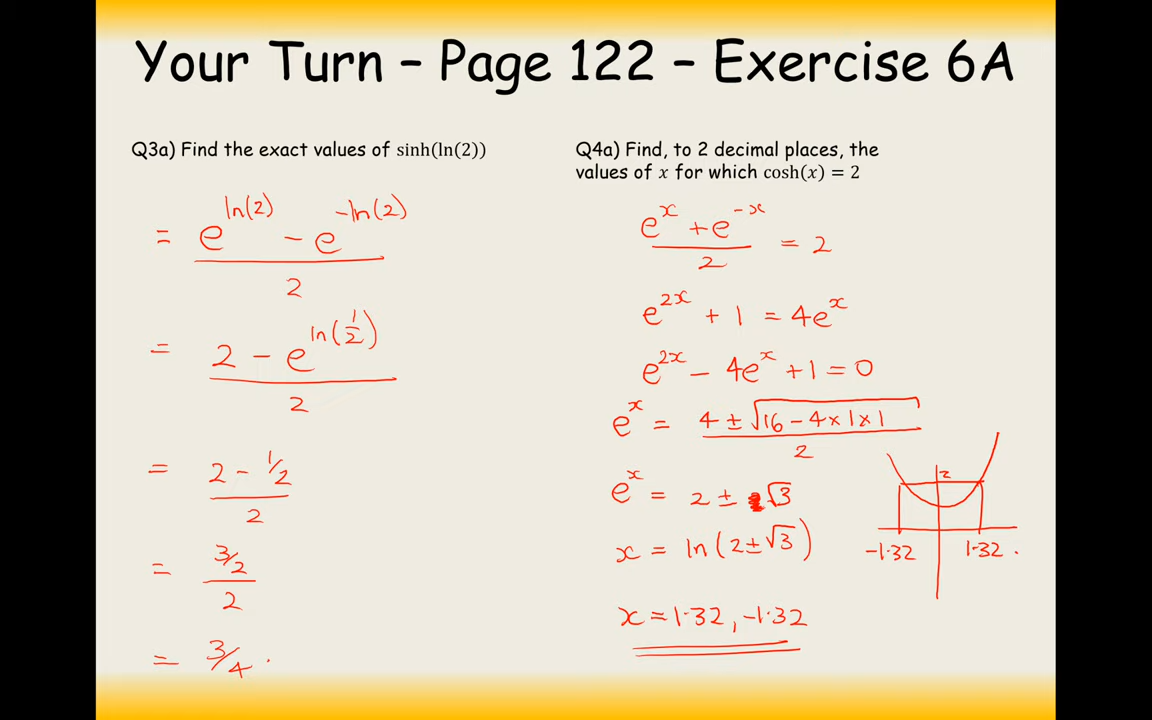 Your Turn – Page 122 – Exercise 6A
Q3a) Find the exact values of sinh(ln(2))
= (e^ln(2) − e^−ln(2))/2
= (2 − e^ln(1/2))/2
= (2 − 1/2)/2
= (3/2)/2
= 3/4 .
Q4a) Find, to 2 decimal places, the
values of x for which cosh(x) = 2
(e^x + e^−x)/2 = 2
e^2x + 1 = 4e^x
e^2x − 4e^x + 1 = 0
e^x = (4 ± √(16 − 4 × 1 × 1))/2
e^x = 2 ± √3
x = ln(2 ± √3)
x = 1·32, −1·32
2
−1·32
1·32 .